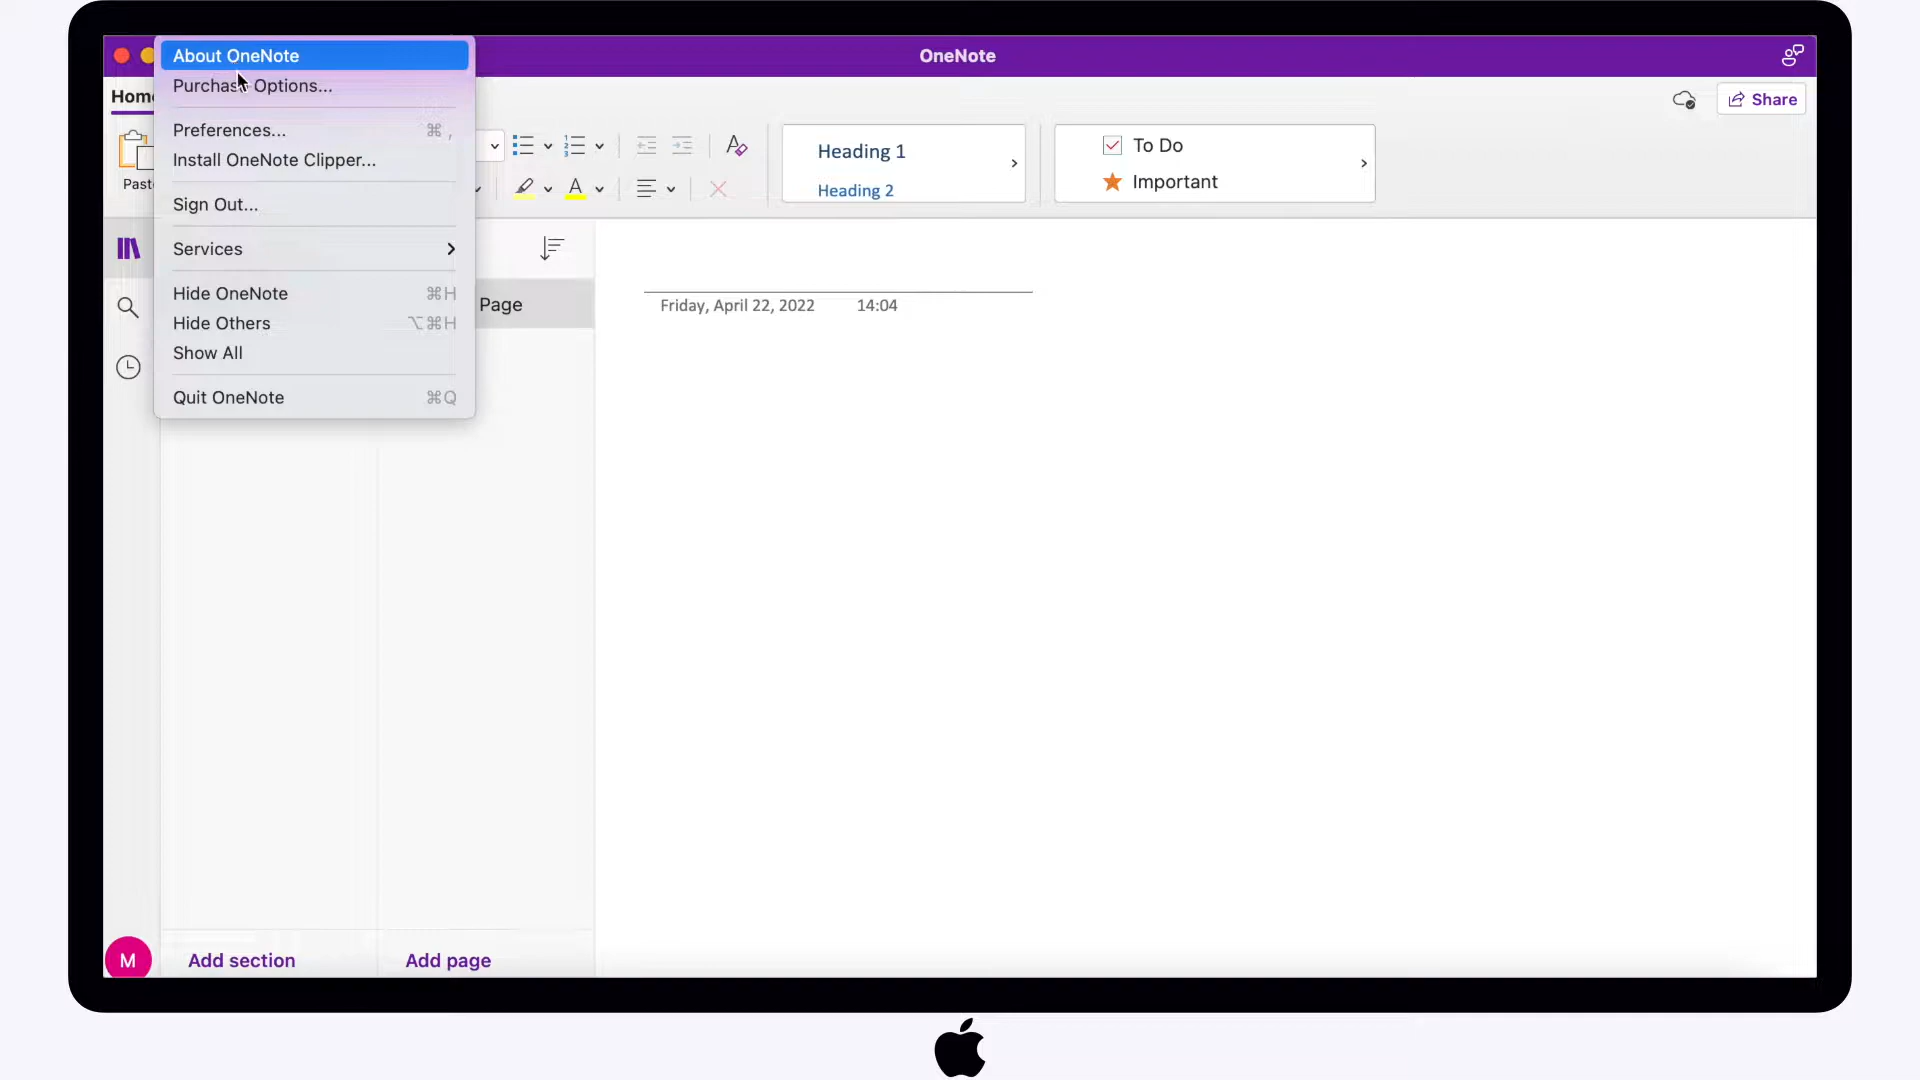 About OneNote
OneNote
Purchase Options...
Home
Share
Preferences... ⌘ ,
Install OneNote Clipper...
Paste
Heading 1
Heading 2
To Do
Important
Sign Out...
Services
Hide OneNote ⌘H
Page
Friday, April 22, 2022 14:04
Hide Others ⌥⌘H
Show All
Quit OneNote ⌘Q
M
Add section
Add page